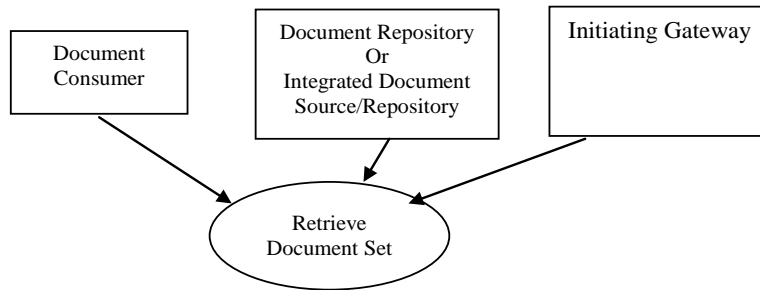 Document
Consumer
Document Repository
Or
Integrated Document
Source/Repository
Initiating Gateway
Retrieve
Document Set